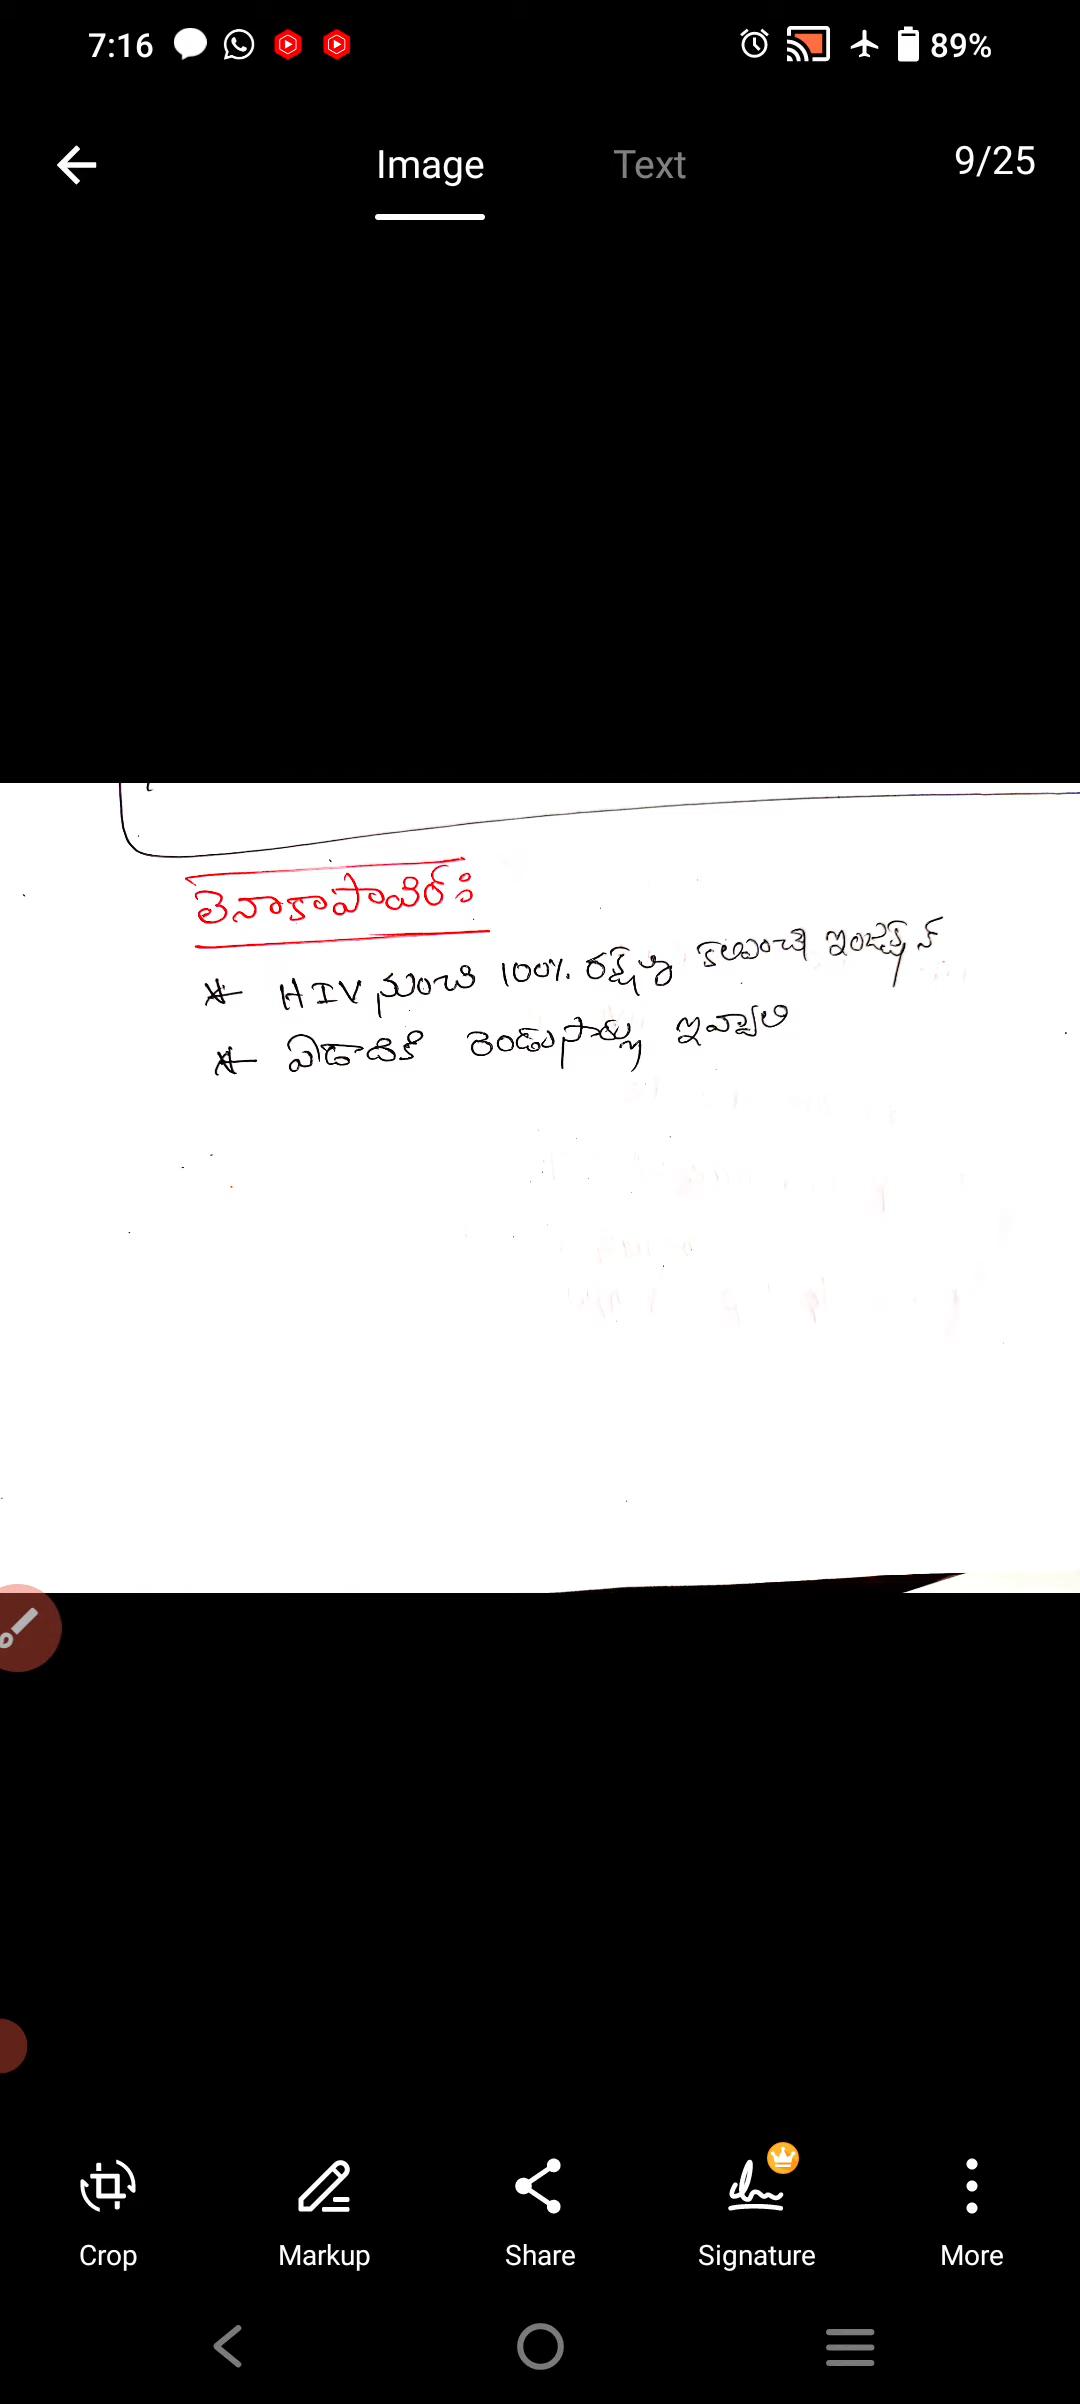 7:16 89%
Image Text 9/25
లెనాకాపావిర్ :
* HIV నుంచి 100% రక్షణ కల్పించే ఇంజెక్షన్
* ఏడాదికి రెండుసార్లు ఇవ్వాలి
Crop Markup Share Signature More